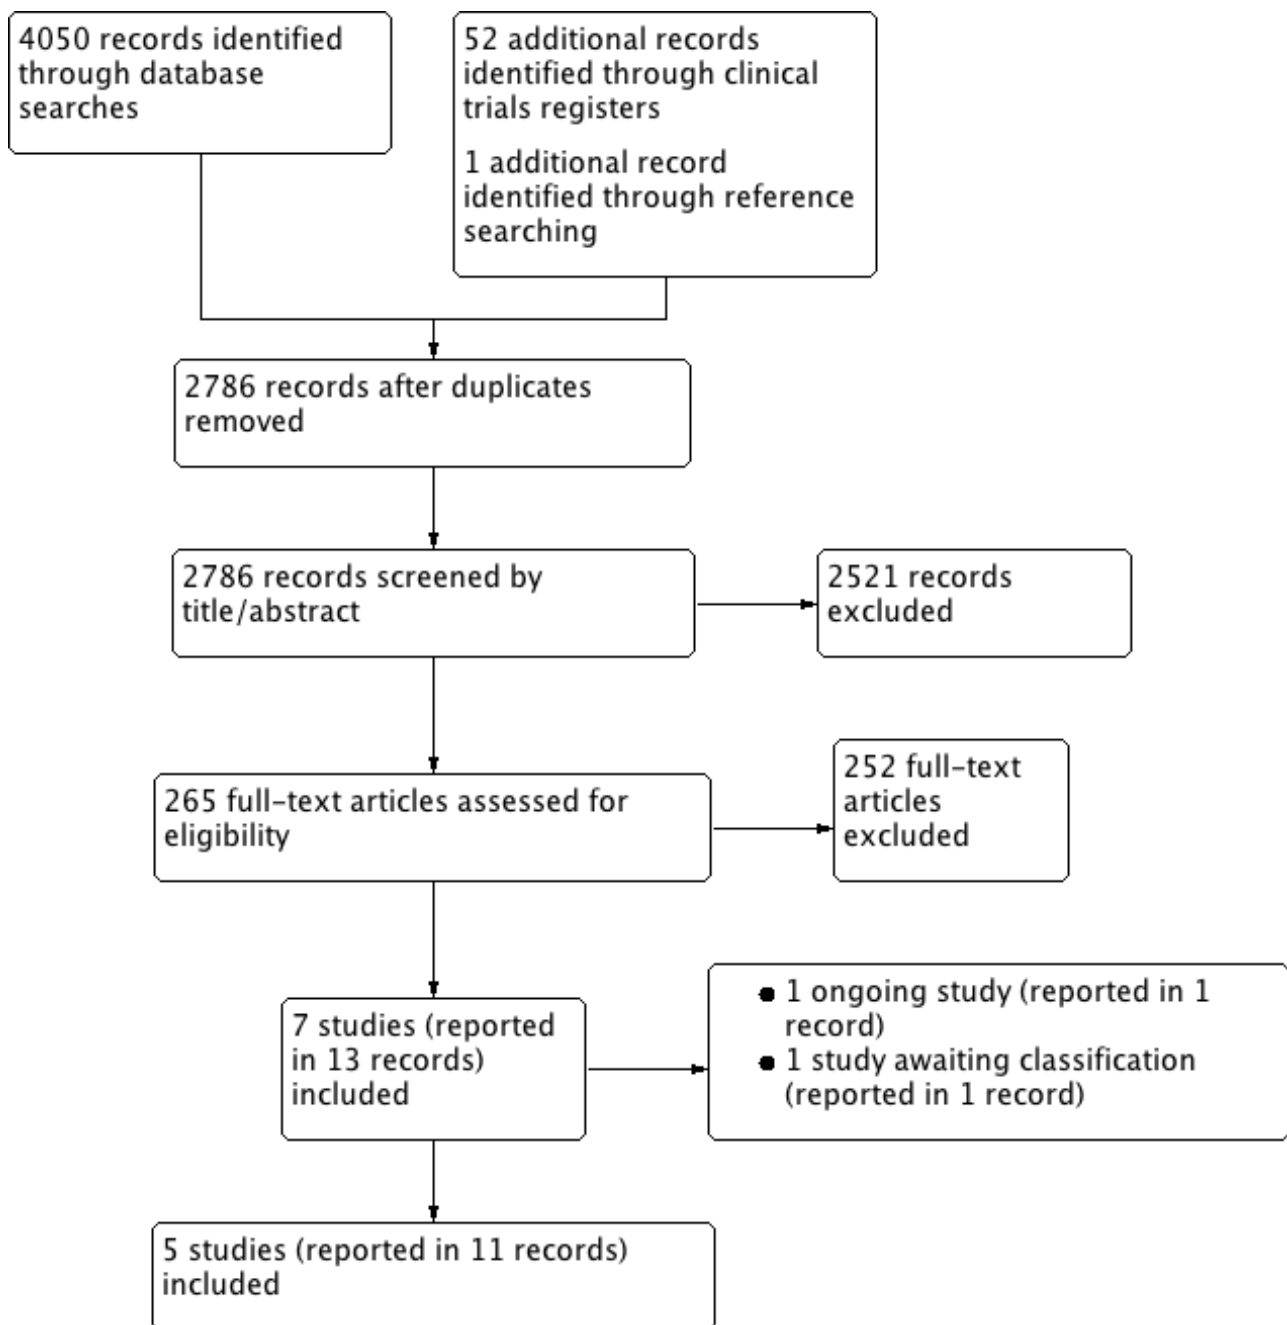 4050 records identified
through database
searches
52 additional records
identified through clinical
trials registers
1 additional record
identified through reference
searching
2786 records after duplicates
removed
2786 records screened by
title/abstract
2521 records
excluded
265 full-text articles assessed for
eligibility
252 full-text
articles
excluded
7 studies (reported
in 13 records)
included
● 1 ongoing study (reported in 1
record)
● 1 study awaiting classification
(reported in 1 record)
5 studies (reported in 11 records)
included